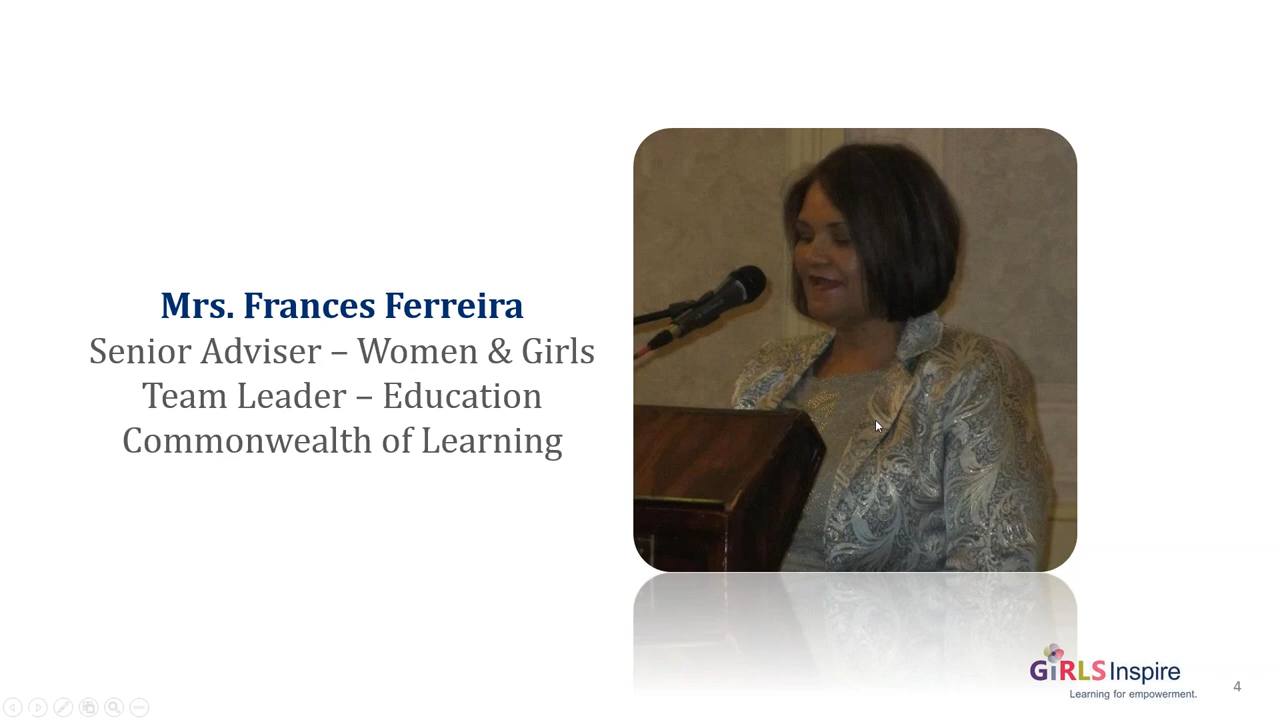 Mrs. Frances Ferreira
Senior Adviser – Women & Girls
Team Leader – Education
Commonwealth of Learning
GiRLS Inspire
Learning for empowerment.
4